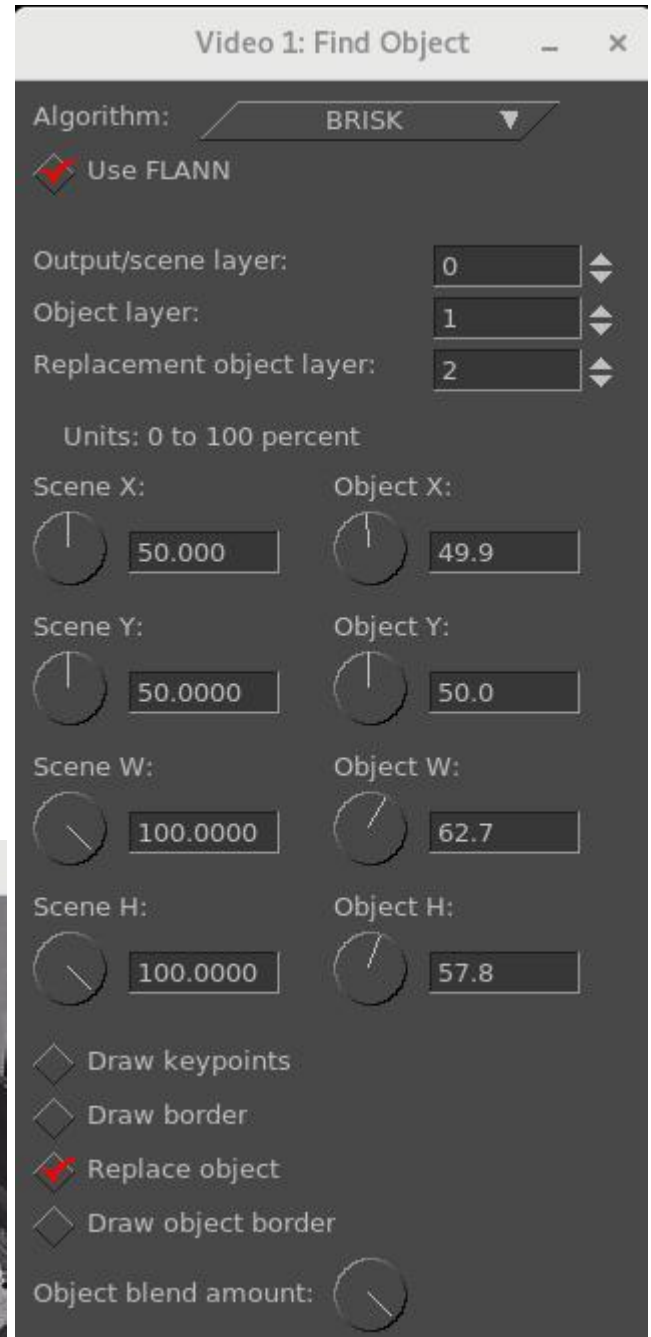 Video 1: Find Object
Algorithm: BRISK
Use FLANN
Output/scene layer: 0
Object layer: 1
Replacement object layer: 2
Units: 0 to 100 percent
Scene X: Object X:
50.000 49.9
Scene Y: Object Y:
50.0000 50.0
Scene W: Object W:
100.0000 62.7
Scene H: Object H:
100.0000 57.8
Draw keypoints
Draw border
Replace object
Draw object border
Object blend amount: